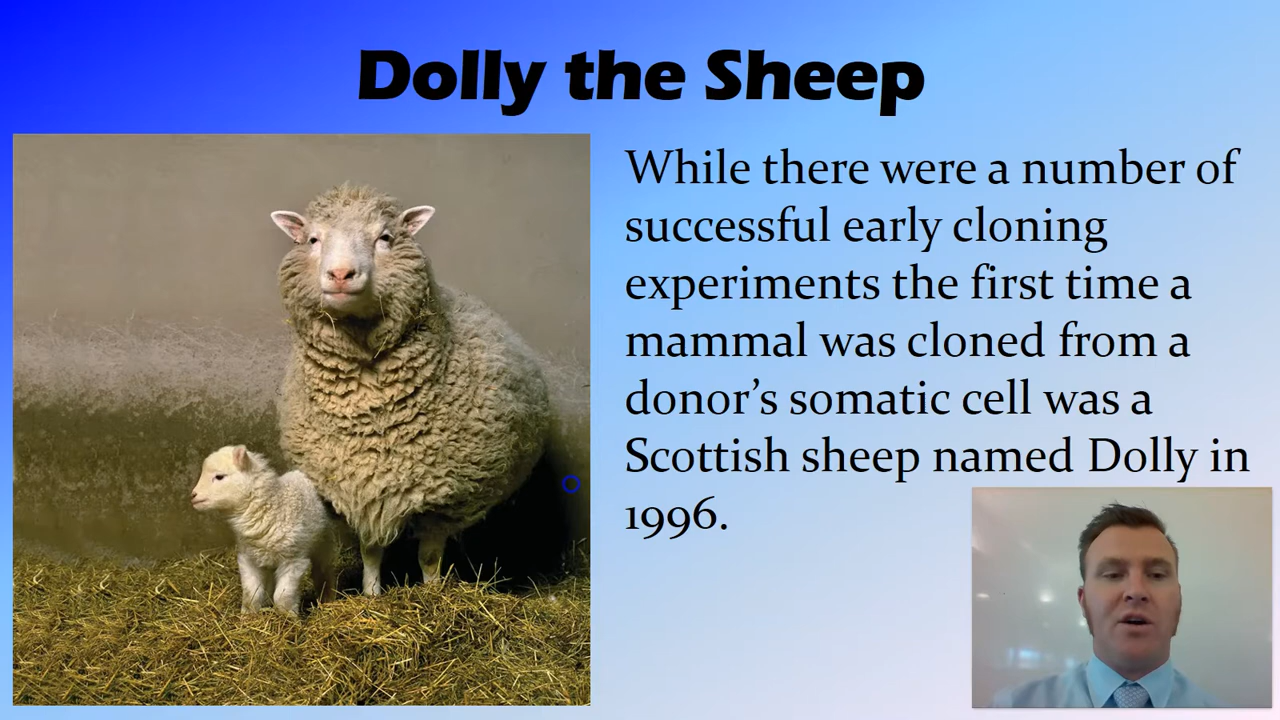 Dolly the Sheep
While there were a number of
successful early cloning
experiments the first time a
mammal was cloned from a
donor’s somatic cell was a
Scottish sheep named Dolly in
1996.